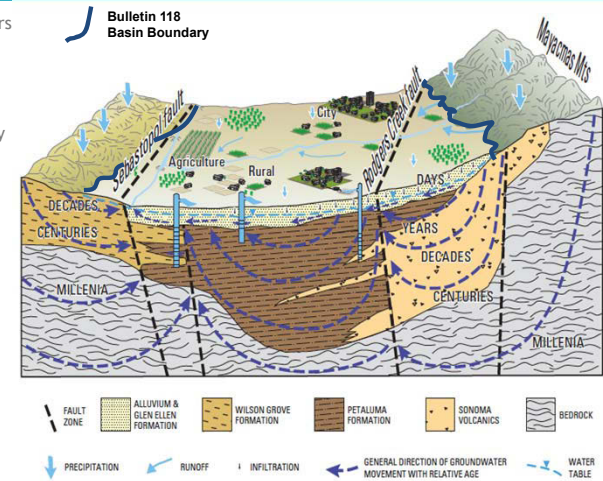 rs
Bulletin 118
Basin Boundary
y
Mayacmas Mts
Sebastopol fault
Rodgers Creek fault
City
Agriculture
Rural
DAYS
DECADES
YEARS
CENTURIES
DECADES
MILLENIA
CENTURIES
MILLENIA
FAULT
ZONE
ALLUVIUM &
GLEN ELLEN
FORMATION
WILSON GROVE
FORMATION
PETALUMA
FORMATION
SONOMA
VOLCANICS
BEDROCK
PRECIPITATION
RUNOFF
INFILTRATION
GENERAL DIRECTION OF GROUNDWATER
MOVEMENT WITH RELATIVE AGE
WATER
TABLE